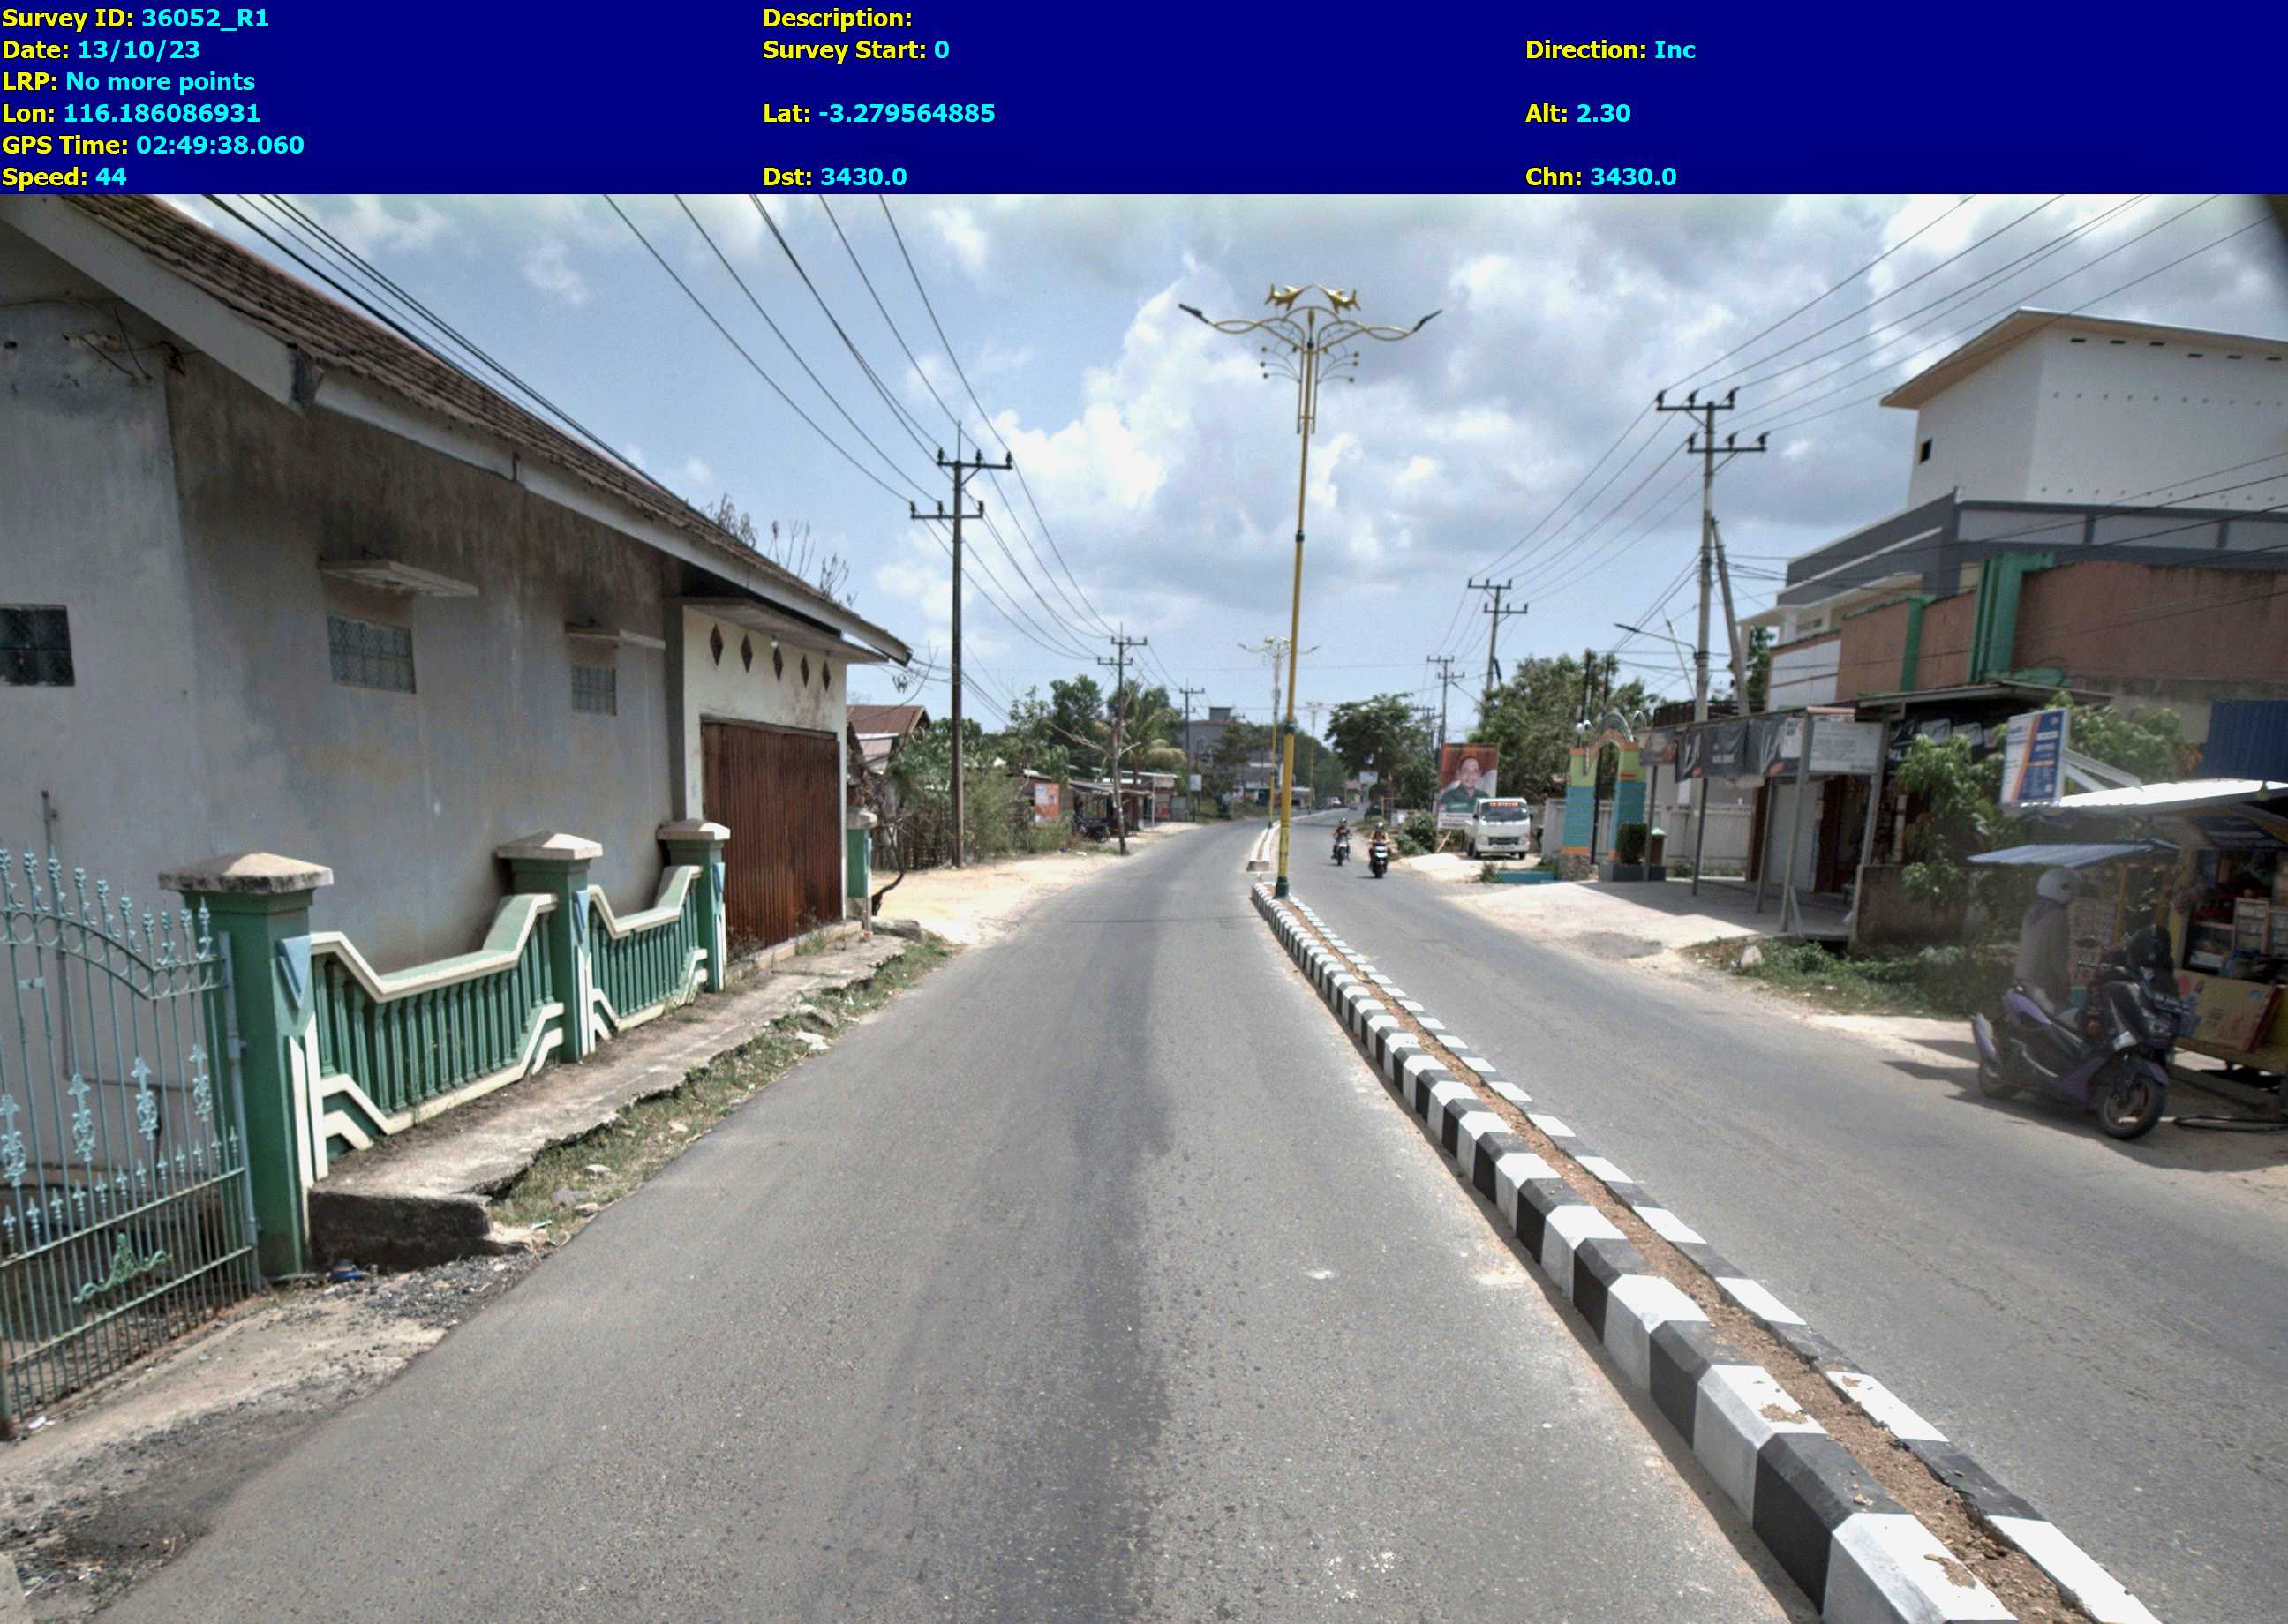 Survey ID: 36052_R1
Description:
Date: 13/10/23
Survey Start: 0
Direction: Inc
LRP: No more points
Lon: 116.186086931
Lat: -3.279564885
Alt: 2.30
GPS Time: 02:49:38.060
Speed: 44
Dst: 3430.0
Chn: 3430.0